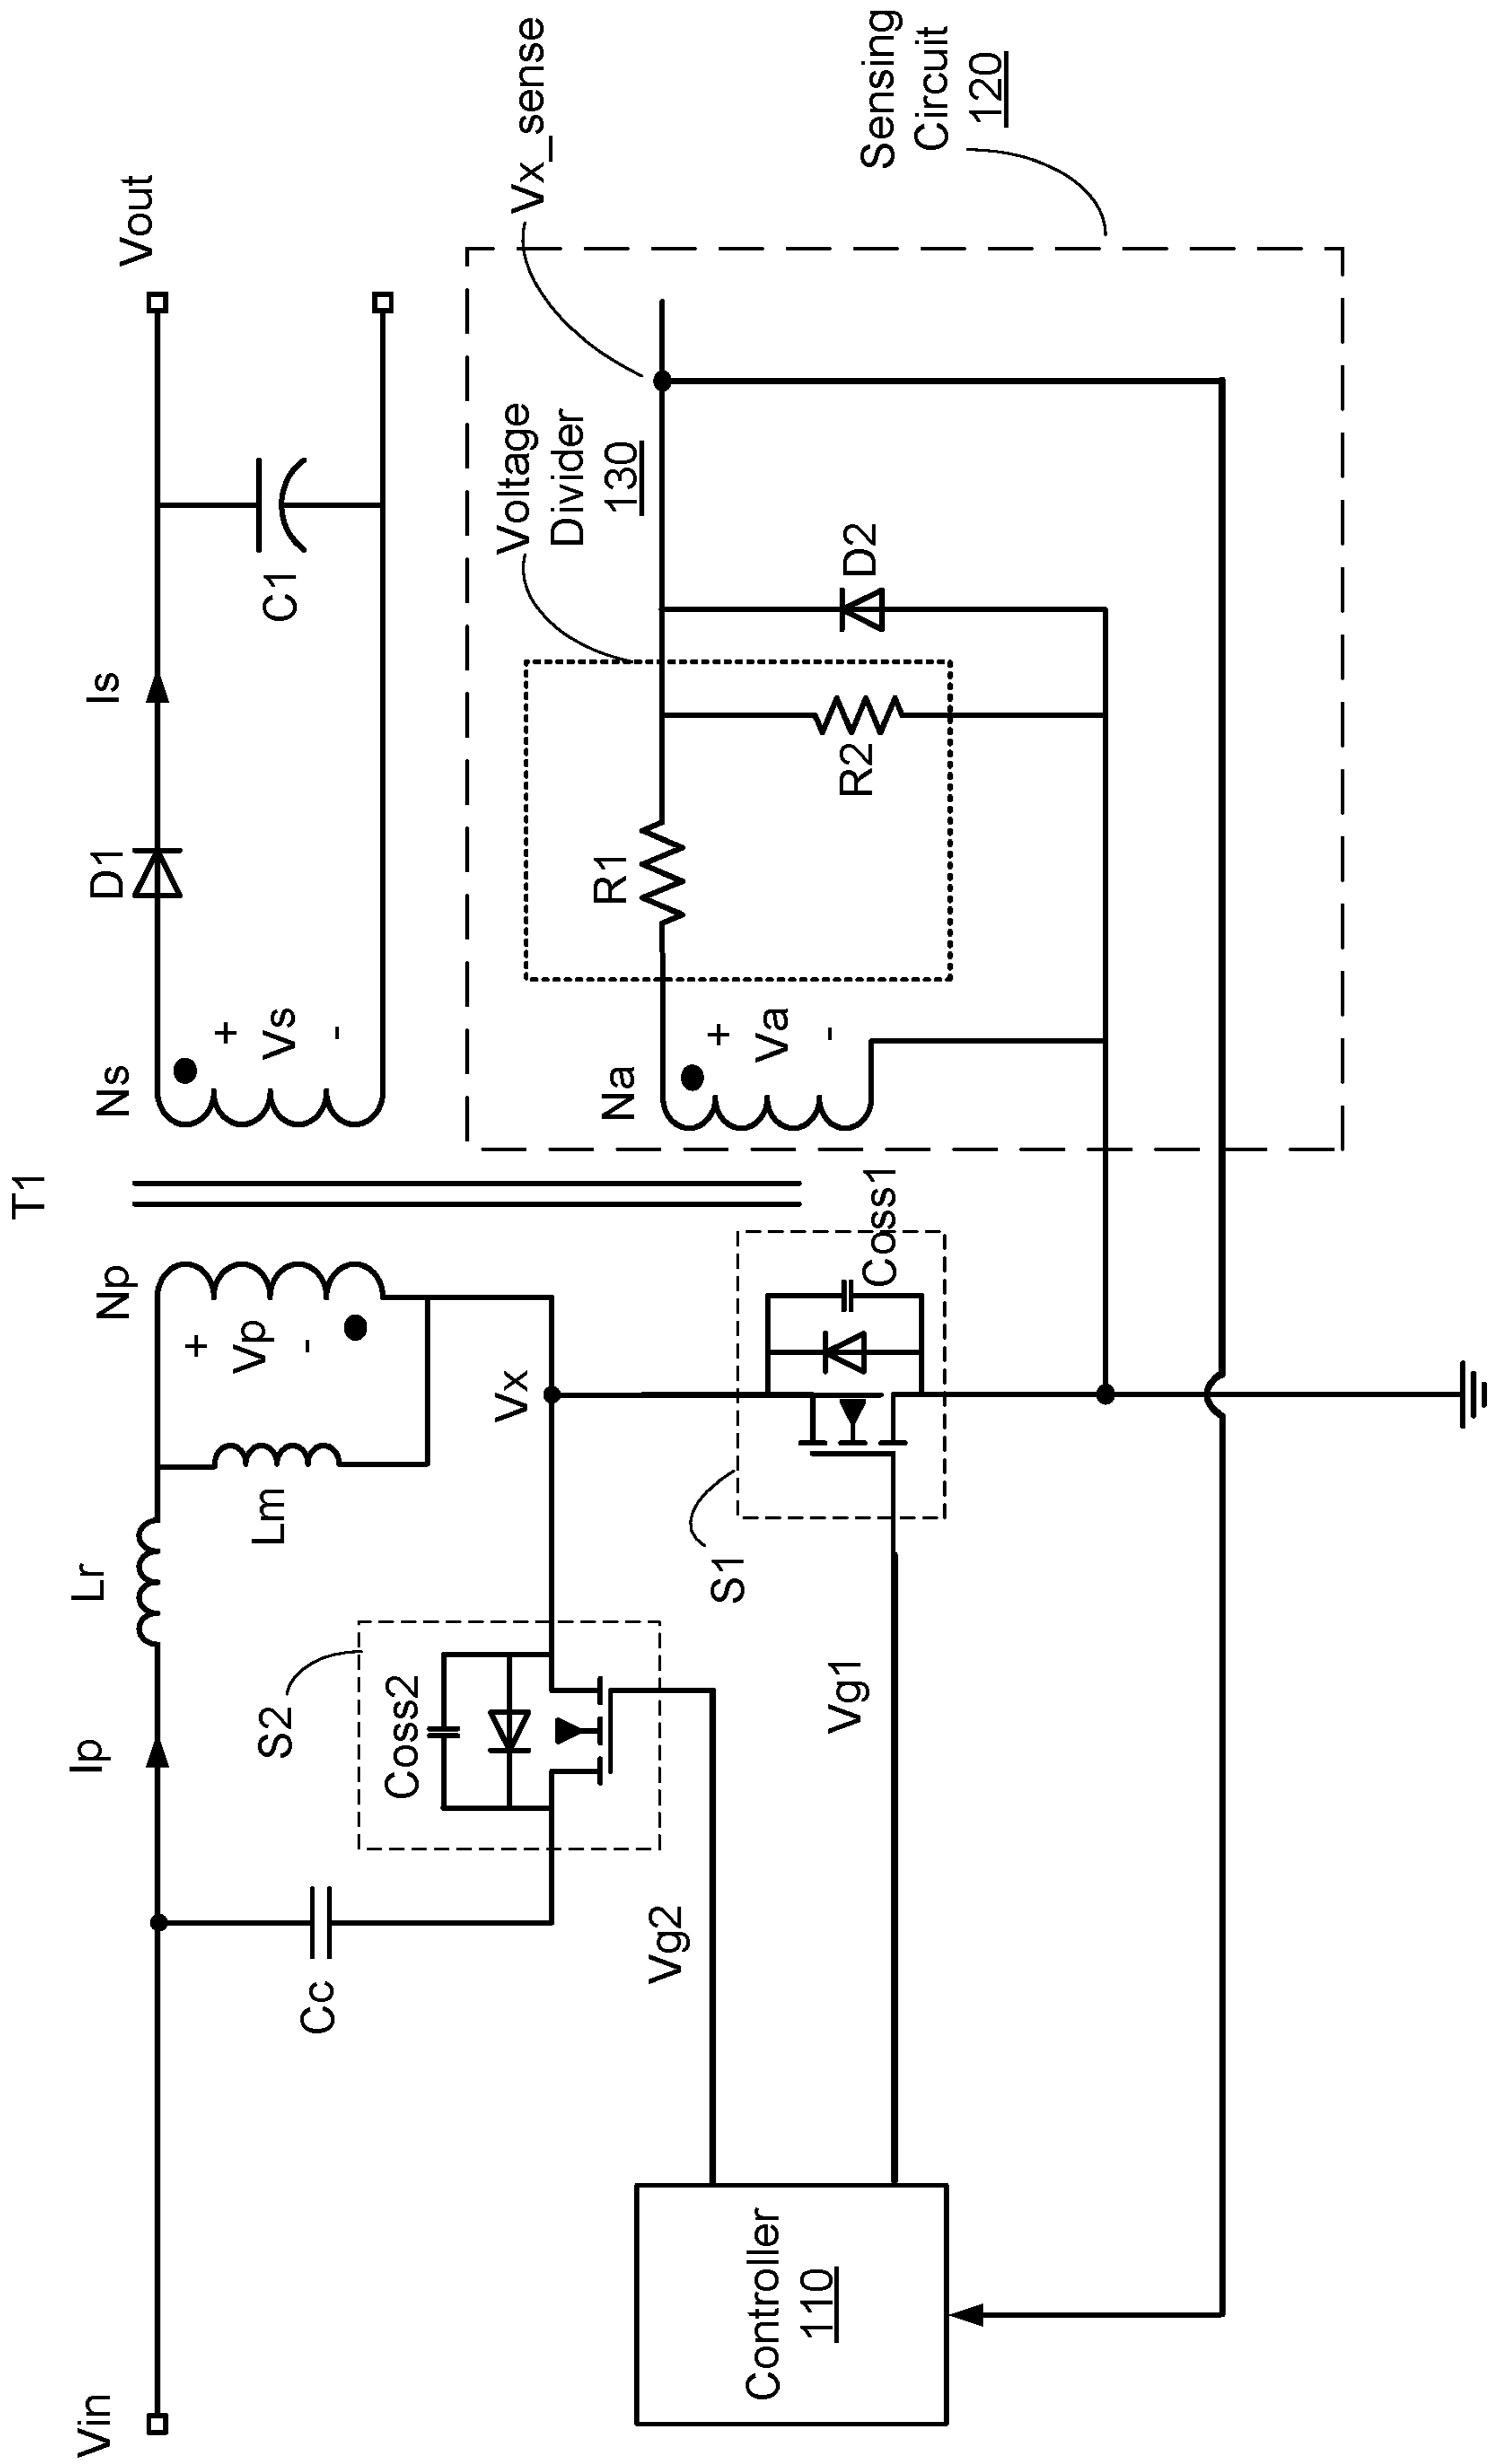 T1
Vin
Ip
Lr
Np
Ns
D1
Is
Vout
Cc
S2
Coss2
Lm
+
Vp
-
+
Vs
-
C1
Vx
Vx_sense
Voltage
Divider
130
Na
+
Va
-
R1
R2
D2
Vg2
S1
Coss1
Vg1
Controller
110
Sensing
Circuit
120